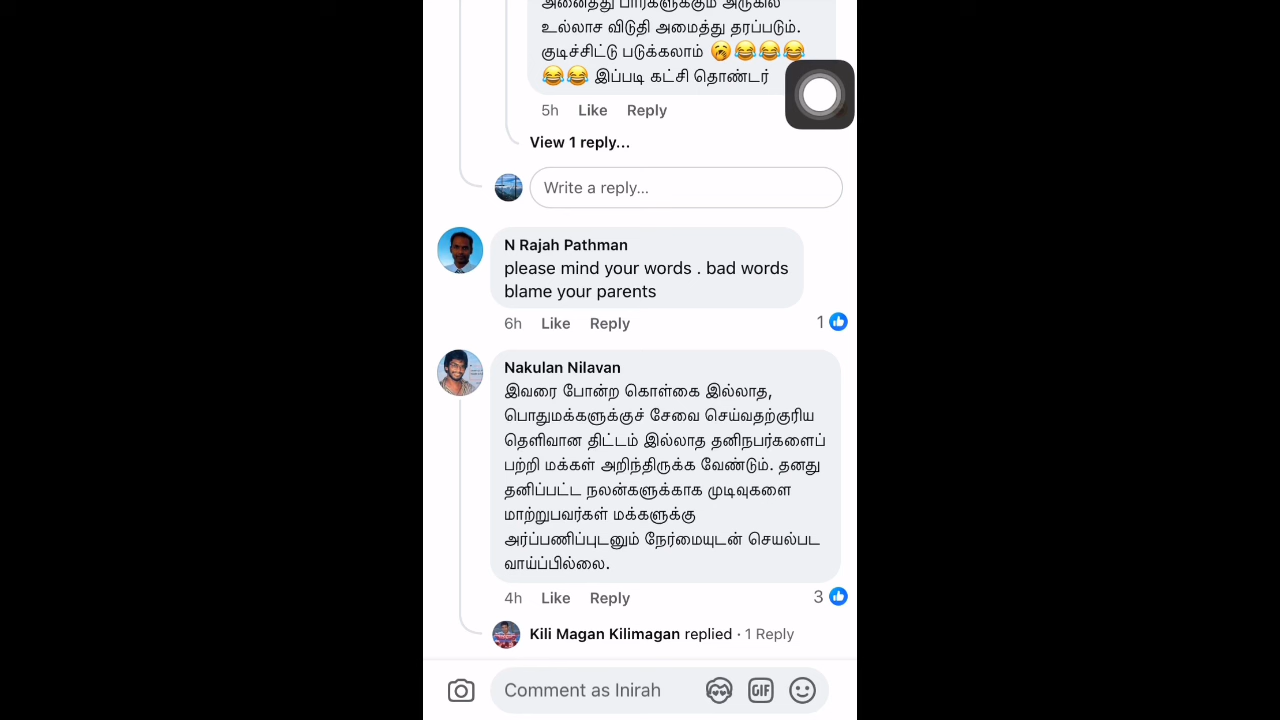 அனைத்து பார்களுக்கும் அருகில்
உல்லாச விடுதி அமைத்து தரப்படும்.
குடிச்சிட்டு படுக்கலாம் 🥱😂😂😂
😂😂 இப்படி கட்சி தொண்டர்
5h Like Reply
View 1 reply...
Write a reply...
N Rajah Pathman
please mind your words . bad words
blame your parents
6h Like Reply 1
Nakulan Nilavan
இவரை போன்ற கொள்கை இல்லாத,
பொதுமக்களுக்குச் சேவை செய்வதற்குரிய
தெளிவான திட்டம் இல்லாத தனிநபர்களைப்
பற்றி மக்கள் அறிந்திருக்க வேண்டும். தனது
தனிப்பட்ட நலன்களுக்காக முடிவுகளை
மாற்றுபவர்கள் மக்களுக்கு
அர்ப்பணிப்புடனும் நேர்மையுடன் செயல்பட
வாய்ப்பில்லை.
4h Like Reply 3
Kili Magan Kilimagan replied · 1 Reply
Comment as Inirah GIF